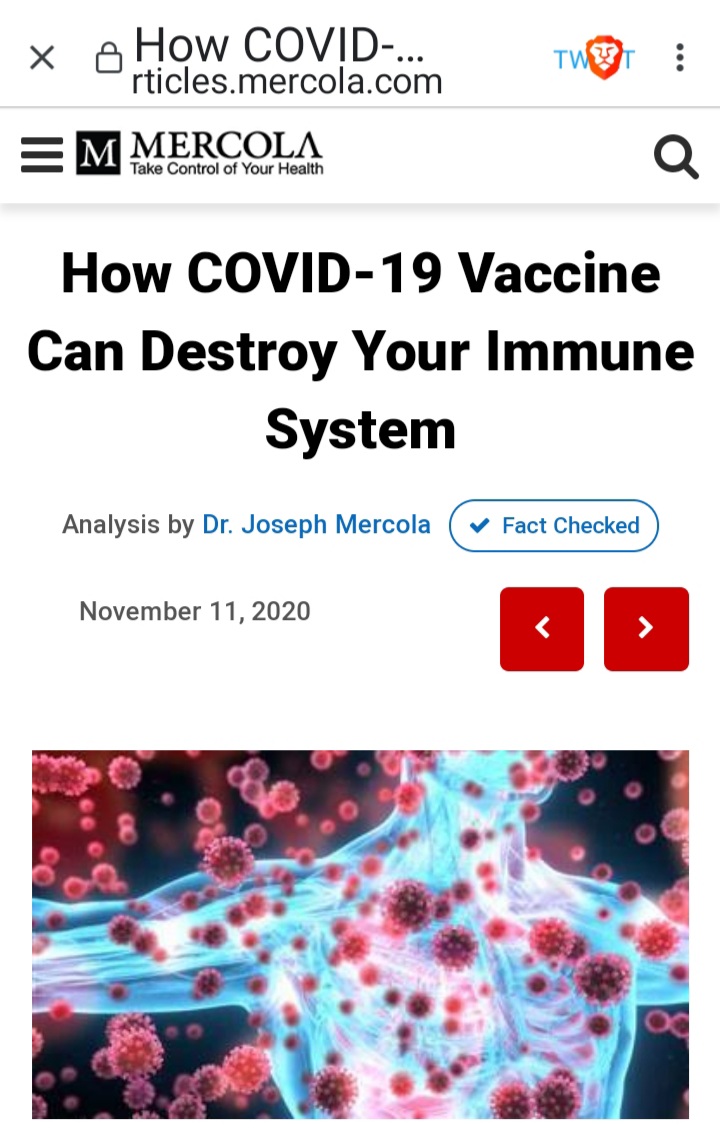 How COVID-...
rticles.mercola.com
M MERCOLA
Take Control of Your Health
How COVID-19 Vaccine
Can Destroy Your Immune
System
Analysis by Dr. Joseph Mercola Fact Checked
November 11, 2020